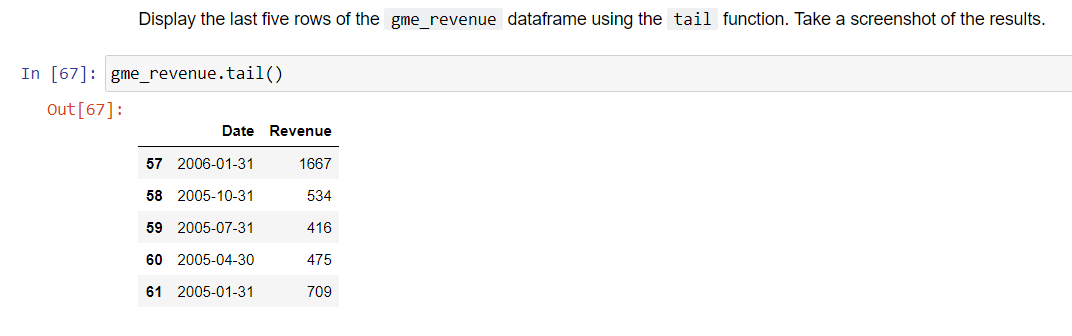 Display the last five rows of the gme_revenue dataframe using the tail function. Take a screenshot of the results.
In [67]: gme_revenue.tail()
Out[67]:
Date Revenue
57 2006-01-31 1667
58 2005-10-31 534
59 2005-07-31 416
60 2005-04-30 475
61 2005-01-31 709